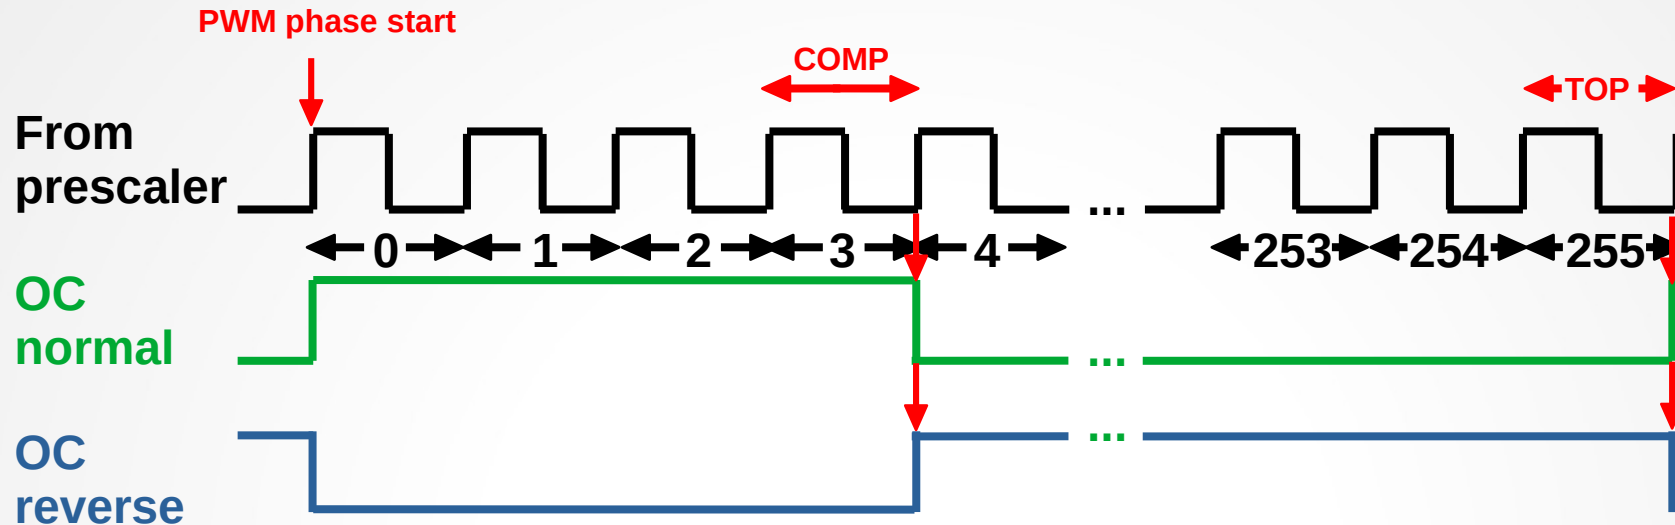 PWM phase start
COMP
TOP
From
prescaler
...
0 1 2 3 4 253 254 255
OC
normal
...
OC
reverse
...